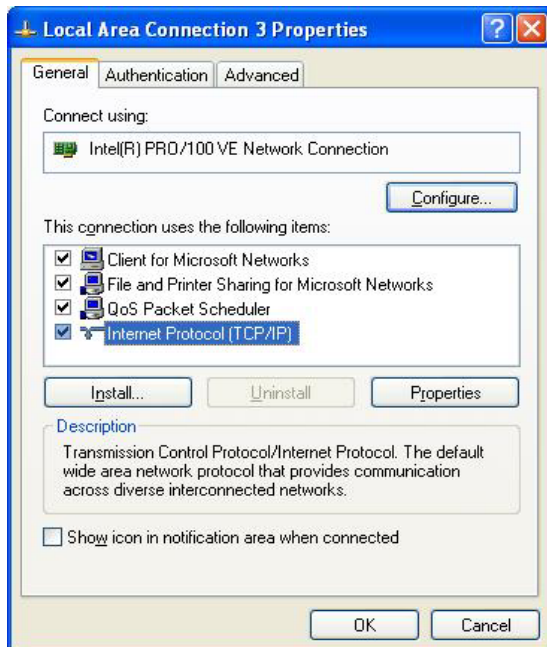 Local Area Connection 3 Properties
General Authentication Advanced
Connect using:
Intel(R) PRO/100 VE Network Connection
Configure...
This connection uses the following items:
Client for Microsoft Networks
File and Printer Sharing for Microsoft Networks
QoS Packet Scheduler
Internet Protocol (TCP/IP)
Install... Uninstall Properties
Description
Transmission Control Protocol/Internet Protocol. The default
wide area network protocol that provides communication
across diverse interconnected networks.
Show icon in notification area when connected
OK Cancel